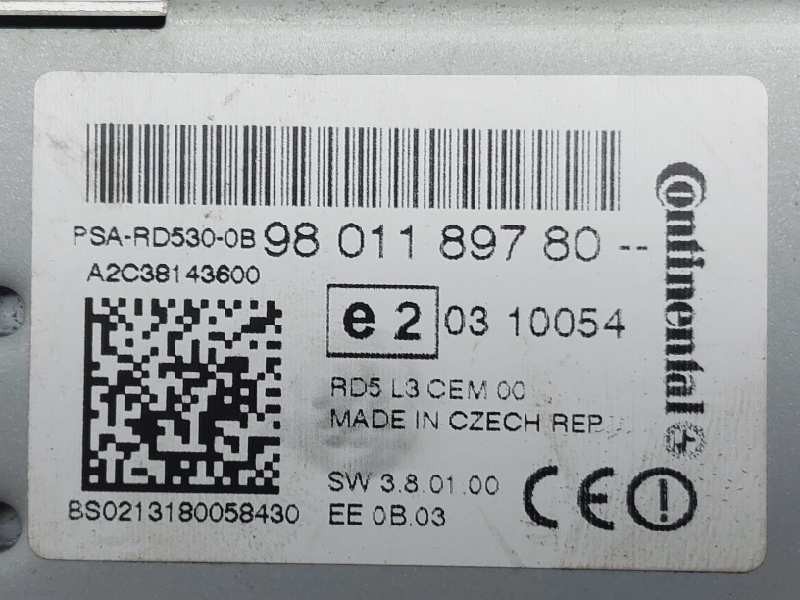 PSA-RD530-0B 98 011 897 80 --
A2C38143600
e2 03 10054
RD5 L3 CEM 00
MADE IN CZECH REP
SW 3.8.01.00
EE 0B.03
BS0213180058430
CE
Continental